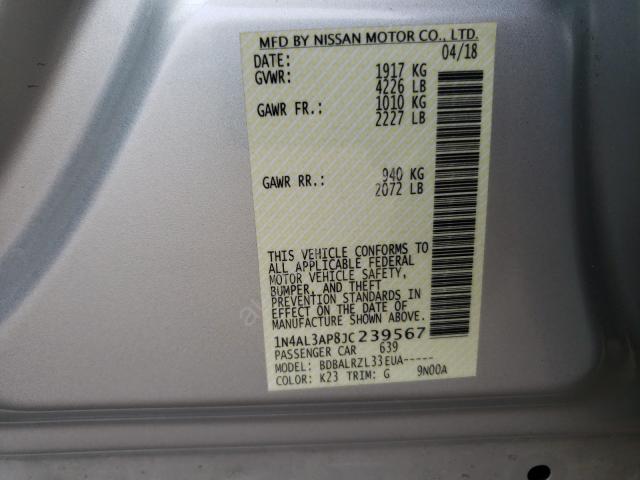 MFD BY NISSAN MOTOR CO., LTD.
DATE: 04/18
GVWR: 1917 KG
4226 LB
GAWR FR.: 1010 KG
2227 LB
GAWR RR.: 940 KG
2072 LB
THIS VEHICLE CONFORMS TO
ALL APPLICABLE FEDERAL
MOTOR VEHICLE SAFETY,
BUMPER, AND THEFT
PREVENTION STANDARDS IN
EFFECT ON THE DATE OF
MANUFACTURE SHOWN ABOVE.
1N4AL3AP8JC239567
PASSENGER CAR 639
MODEL: BDBALRZL33EUA-----
COLOR: K23 TRIM: G 9N00A